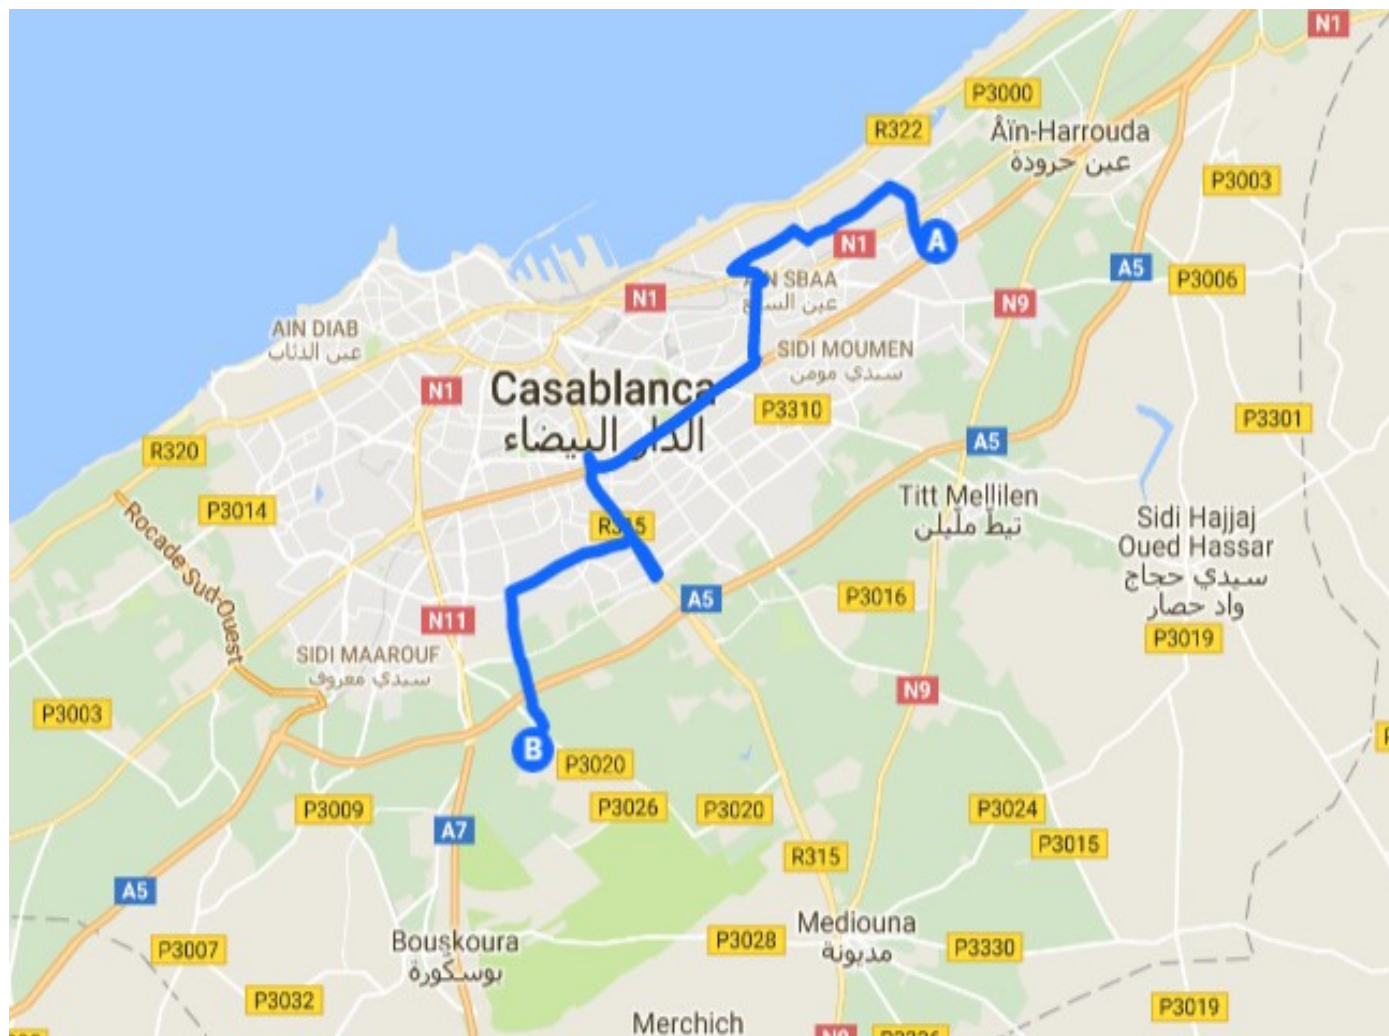 N1
P3000
R322
Âïn-Harrouda
عين حرودة
P3003
A
N1
A5
P3006
AIN SBAA
عين السبع
N1
N9
AIN DIAB
عين الدئاب
SIDI MOUMEN
سيدي مومن
N1
Casablanca
الدار البيضاء
P3310
P3301
R320
A5
P3014
Titt Mellilen
تيط مليلن
Rocade Sud-Ouest
R315
Sidi Hajjaj
Oued Hassar
سيدي حجاج
واد حصار
A5
P3016
N11
P3019
SIDI MAAROUF
سيدي معروف
N9
P3003
B
P3020
P3009
P3026
P3020
P3024
A7
P3015
R315
A5
Mediouna
مديونة
Bouskoura
بوسكورة
P3007
P3028
P3330
P3032
P3019
Merchich